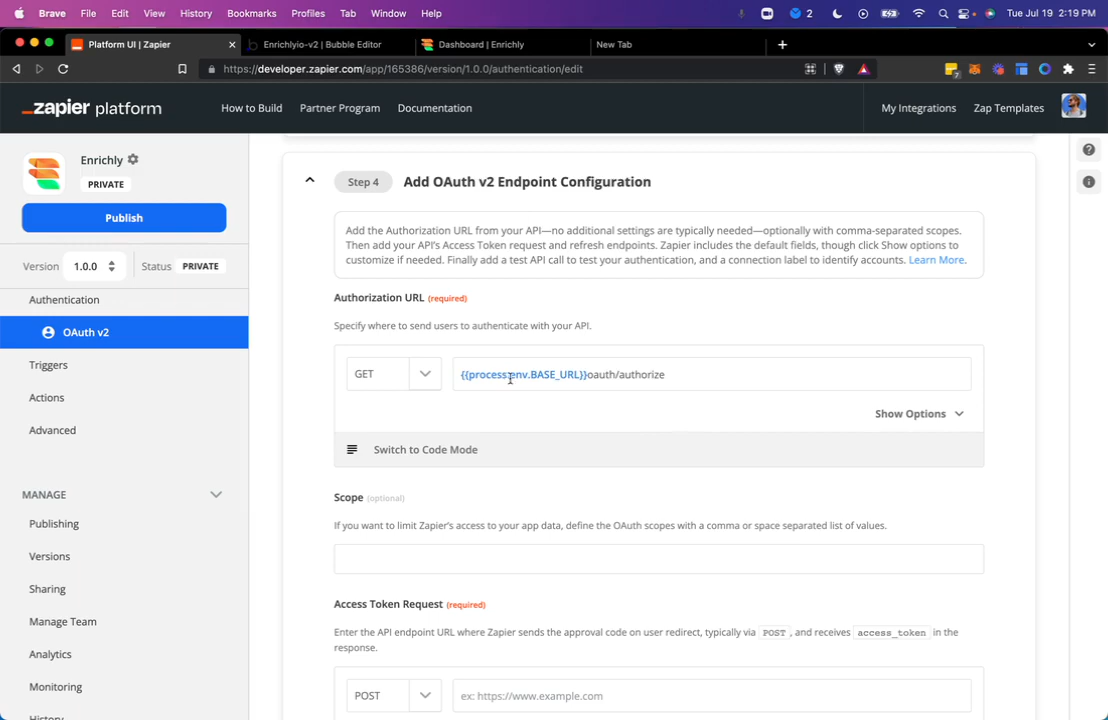 Brave File Edit View History Bookmarks Profiles Tab Window Help 2 Tue Jul 19 2:19 PM
Platform UI | Zapier Enrichlyio-v2 | Bubble Editor Dashboard | Enrichly New Tab
https://developer.zapier.com/app/165386/version/1.0.0/authentication/edit 7
zapier platform How to Build Partner Program Documentation My Integrations Zap Templates
Enrichly
PRIVATE
Publish
Version 1.0.0 Status PRIVATE
Authentication
OAuth v2
Triggers
Actions
Advanced
MANAGE
Publishing
Versions
Sharing
Manage Team
Analytics
Monitoring
History
Step 4 Add OAuth v2 Endpoint Configuration
Add the Authorization URL from your API—no additional settings are typically needed—optionally with comma-separated scopes.
Then add your API's Access Token request and refresh endpoints. Zapier includes the default fields, though click Show options to
customize if needed. Finally add a test API call to test your authentication, and a connection label to identify accounts. Learn More.
Authorization URL (required)
Specify where to send users to authenticate with your API.
GET {{process.env.BASE_URL}}oauth/authorize
Show Options
Switch to Code Mode
Scope (optional)
If you want to limit Zapier's access to your app data, define the OAuth scopes with a comma or space separated list of values.
Access Token Request (required)
Enter the API endpoint URL where Zapier sends the approval code on user redirect, typically via POST, and receives access_token in the
response.
POST ex: https://www.example.com